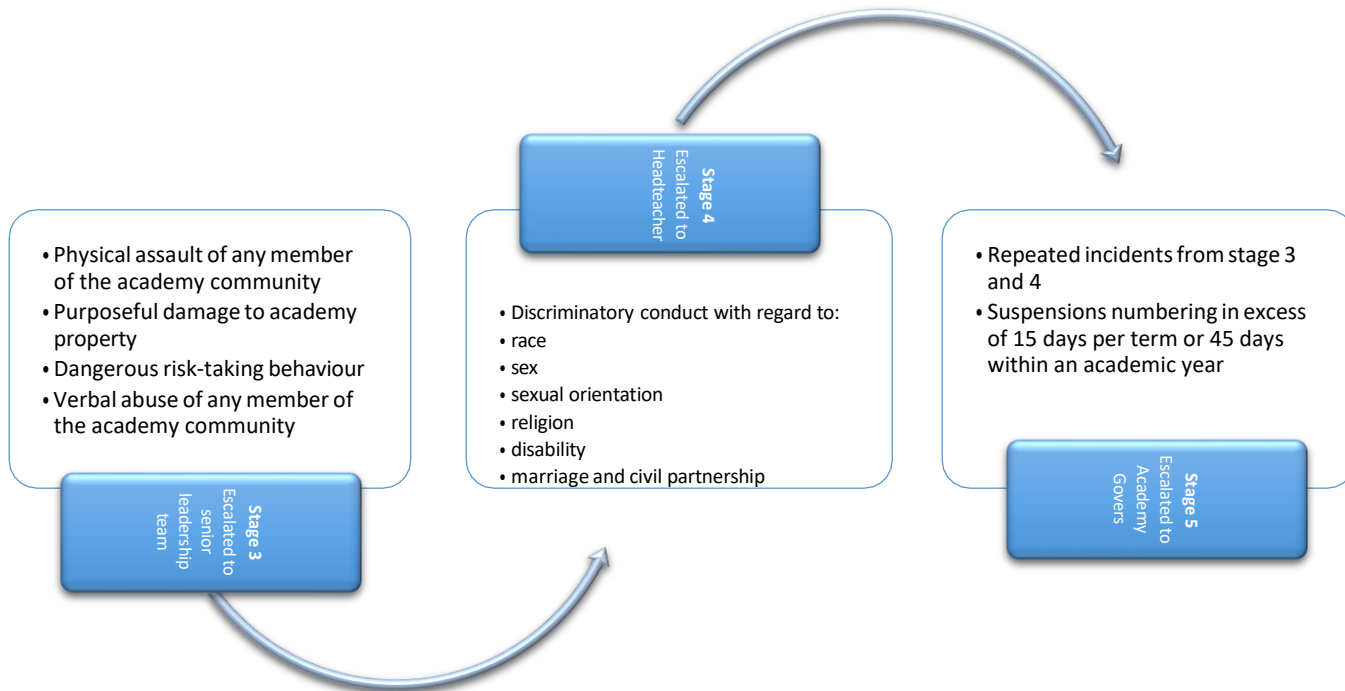 • Physical assault of any member
of the academy community
• Purposeful damage to academy
property
• Dangerous risk-taking behaviour
• Verbal abuse of any member of
the academy community
Stage 3
Escalated to
senior
leadership
team
Stage 4
Escalated to
Headteacher
• Discriminatory conduct with regard to:
• race
• sex
• sexual orientation
• religion
• disability
• marriage and civil partnership
• Repeated incidents from stage 3
and 4
• Suspensions numbering in excess
of 15 days per term or 45 days
within an academic year
Stage 5
Escalated to
Academy
Govers